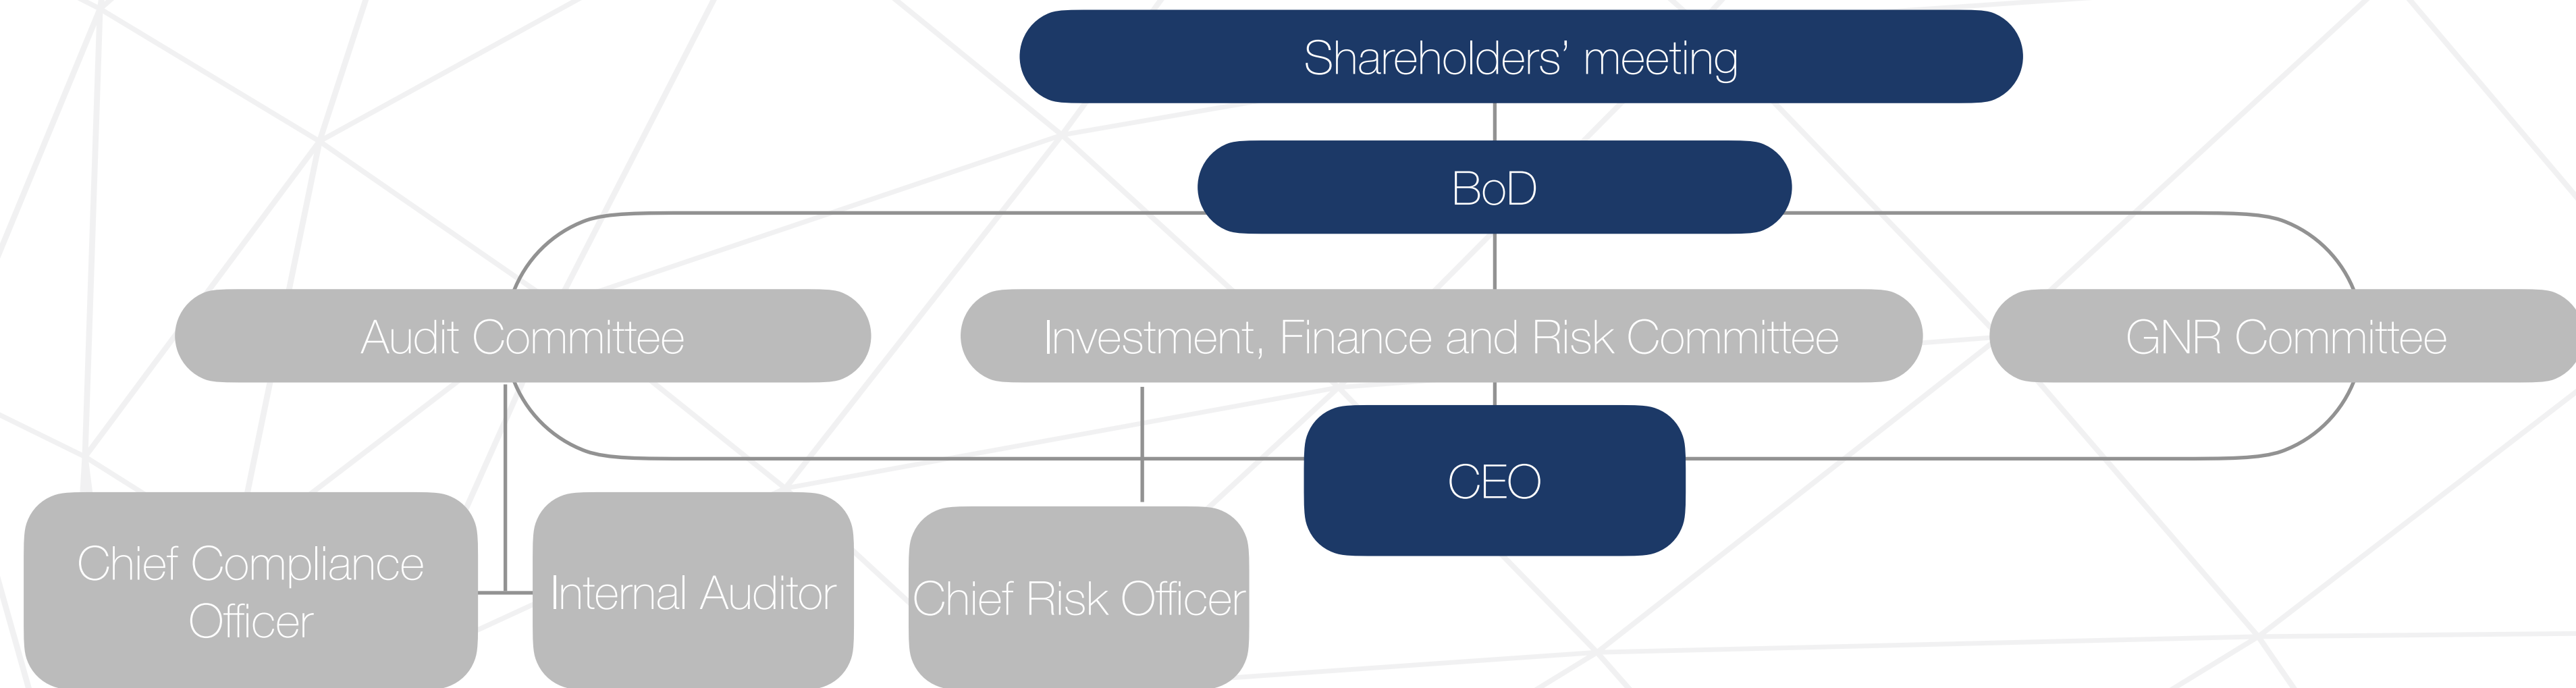 Shareholders’ meeting
BoD
Audit Committee
Investment, Finance and Risk Committee
GNR Committee
CEO
Chief Compliance
Officer
Internal Auditor
Chief Risk Officer